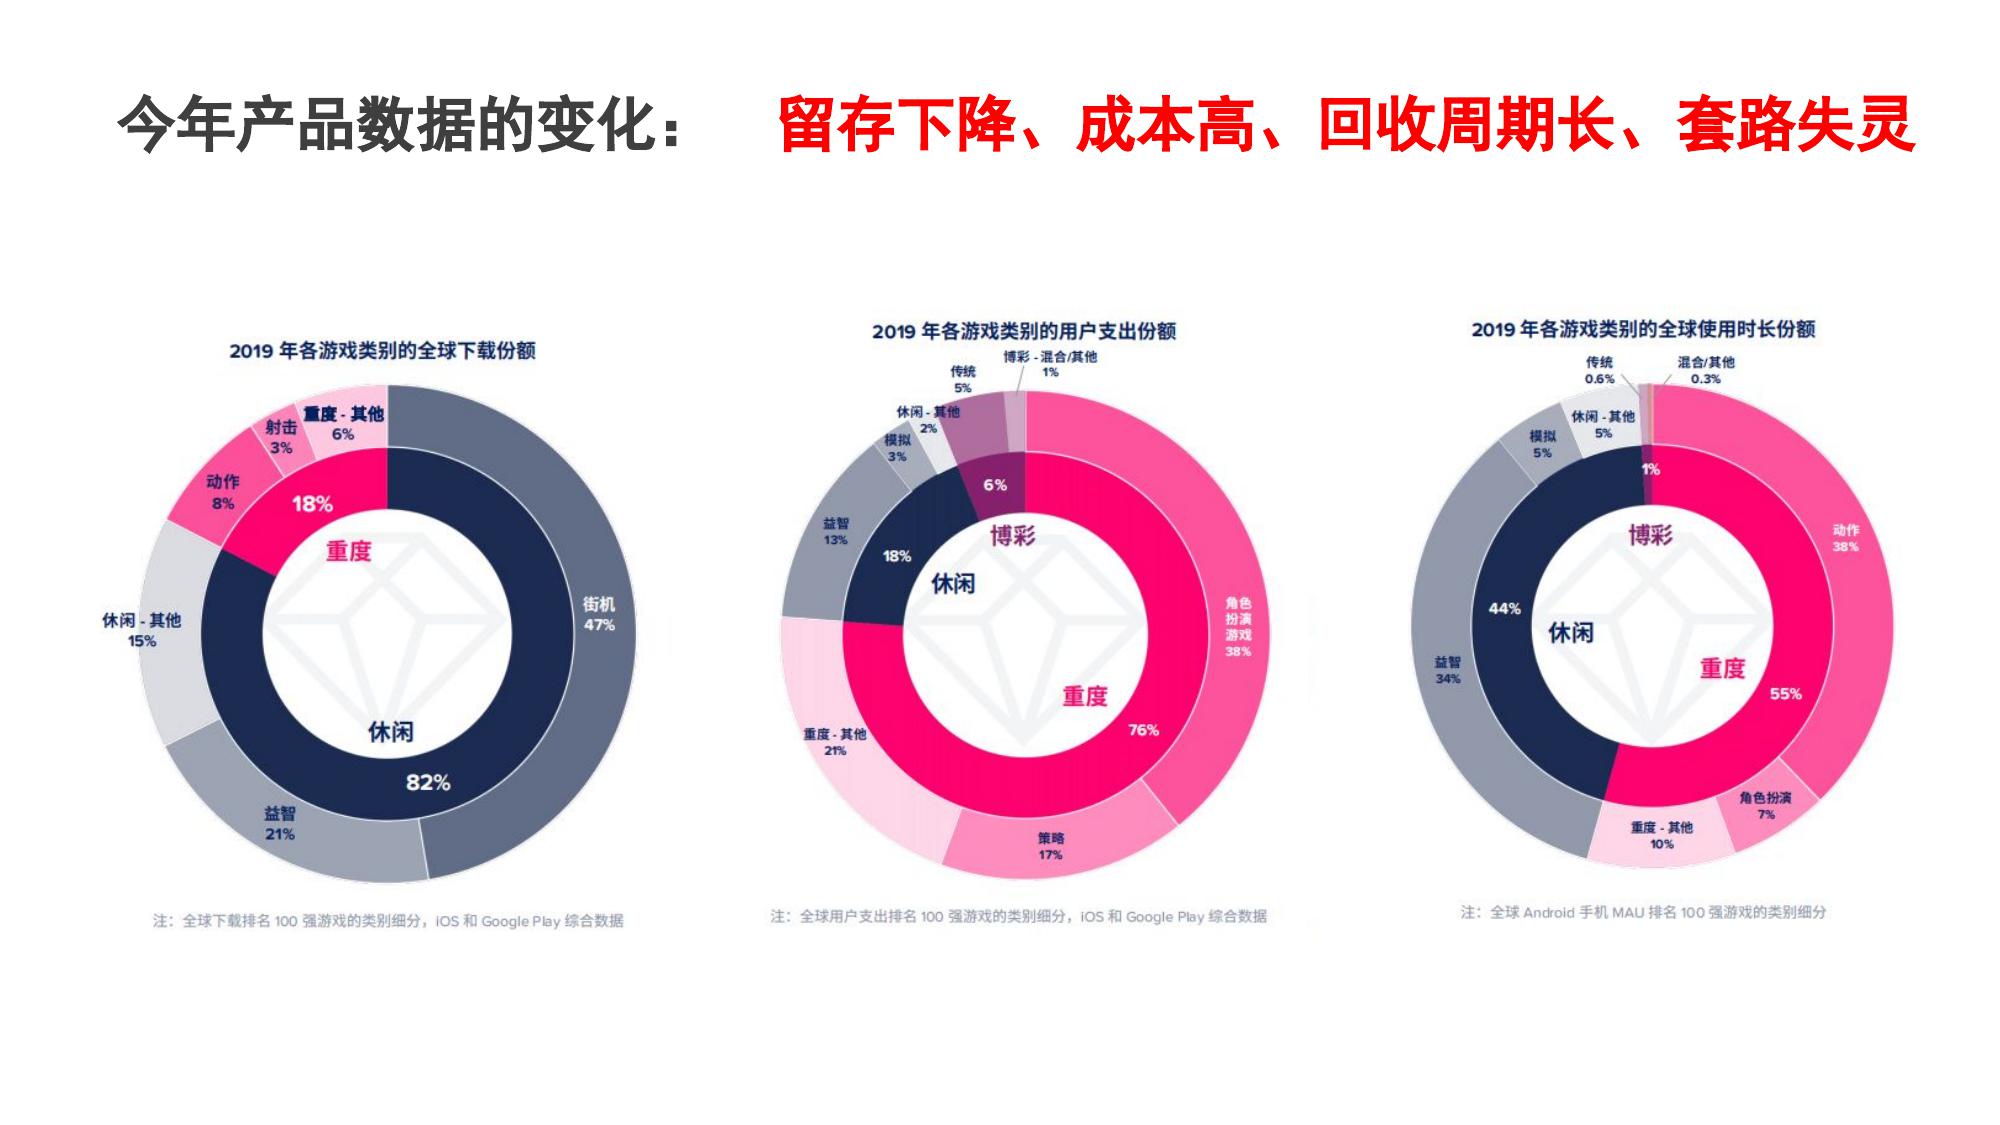 今年产品数据的变化： 留存下降、成本高、回收周期长、套路失灵
2019 年各游戏类别的全球下载份额
重度 - 其他
6%
射击
3%
动作
8%
18%
重度
休闲 - 其他
15%
街机
47%
休闲
82%
益智
21%
注：全球下载排名 100 强游戏的类别细分，iOS 和 Google Play 综合数据
2019 年各游戏类别的用户支出份额
博彩 - 混合/其他
1%
传统
5%
休闲 - 其他
2%
模拟
3%
6%
博彩
益智
13%
18%
休闲
角色
扮演
游戏
38%
重度
76%
重度 - 其他
21%
策略
17%
注：全球用户支出排名 100 强游戏的类别细分，iOS 和 Google Play 综合数据
2019 年各游戏类别的全球使用时长份额
传统
0.6%
混合/其他
0.3%
休闲 - 其他
5%
模拟
5%
1%
博彩
动作
38%
44%
休闲
益智
34%
重度
55%
角色扮演
7%
重度 - 其他
10%
注：全球 Android 手机 MAU 排名 100 强游戏的类别细分